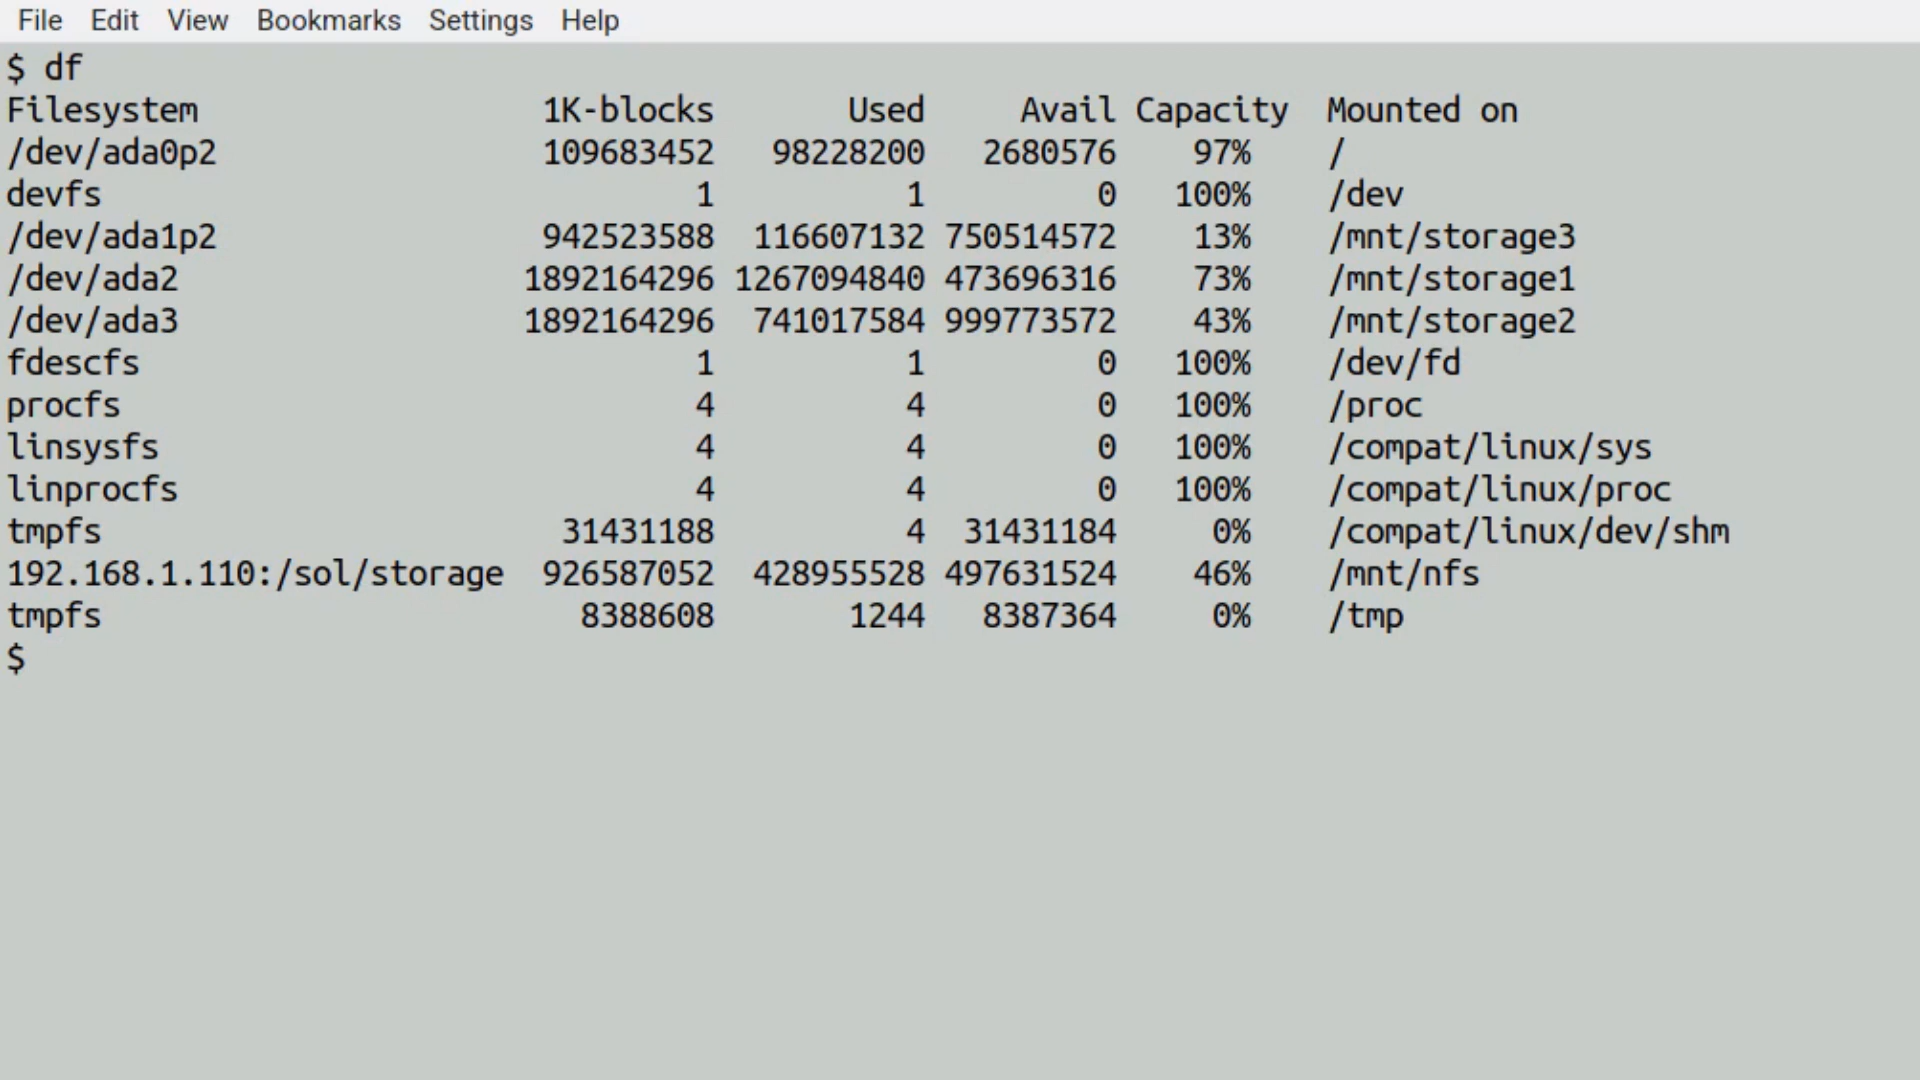 File Edit View Bookmarks Settings Help
$ df
Filesystem 1K-blocks Used Avail Capacity Mounted on
/dev/ada0p2 109683452 98228200 2680576 97% /
devfs 1 1 0 100% /dev
/dev/ada1p2 942523588 116607132 750514572 13% /mnt/storage3
/dev/ada2 1892164296 1267094840 473696316 73% /mnt/storage1
/dev/ada3 1892164296 741017584 999773572 43% /mnt/storage2
fdescfs 1 1 0 100% /dev/fd
procfs 4 4 0 100% /proc
linsysfs 4 4 0 100% /compat/linux/sys
linprocfs 4 4 0 100% /compat/linux/proc
tmpfs 31431188 4 31431184 0% /compat/linux/dev/shm
192.168.1.110:/sol/storage 926587052 428955528 497631524 46% /mnt/nfs
tmpfs 8388608 1244 8387364 0% /tmp
$